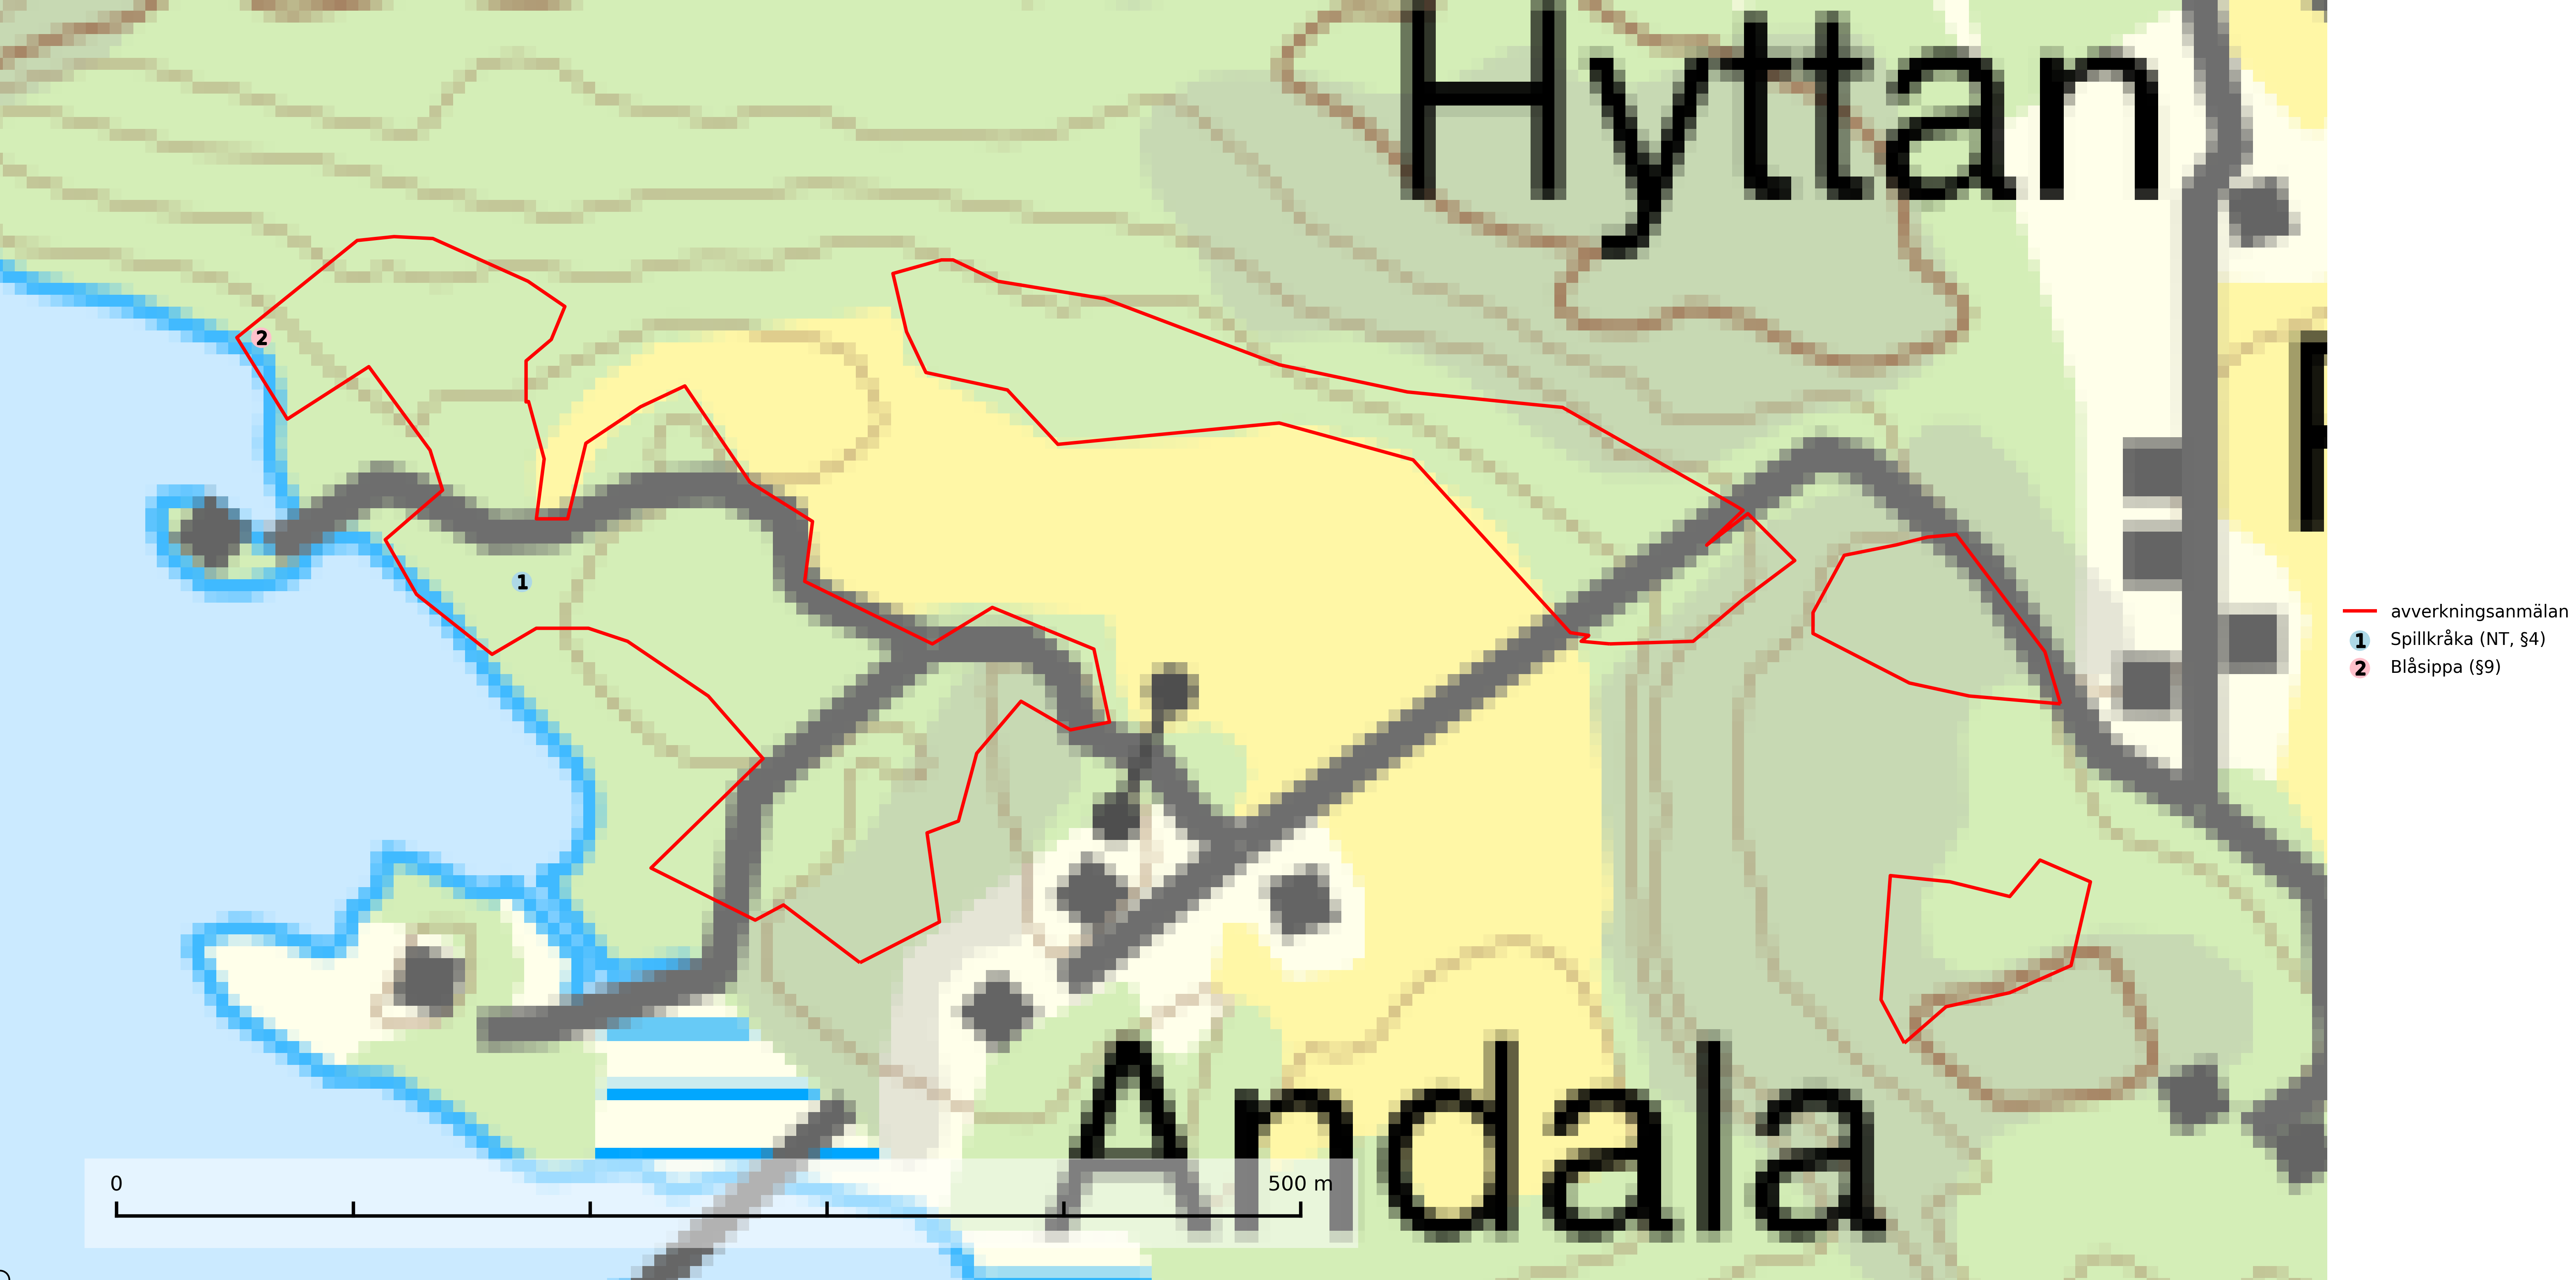 Hyttan
2
1
avverkningsanmälan
1 Spillkråka (NT, §4)
2 Blåsippa (§9)
Andala
0 500 m